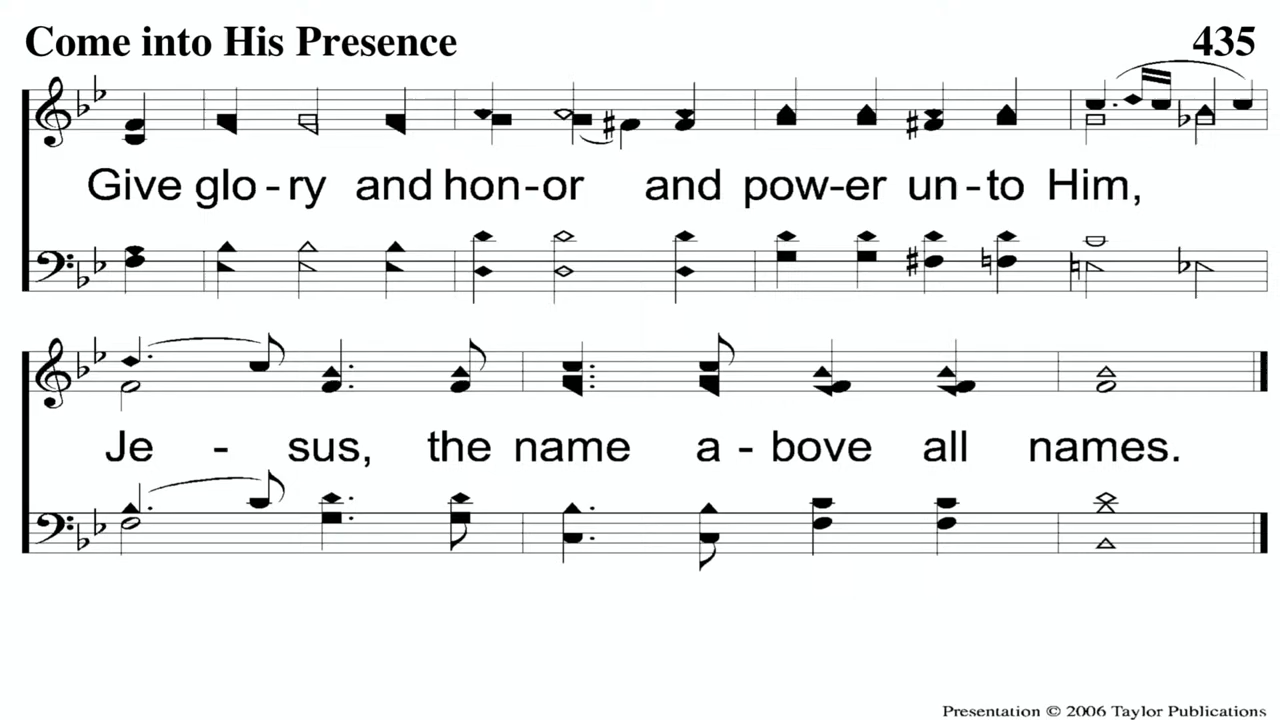 Come into His Presence 435
Give glo-ry and hon-or and pow-er un-to Him,
Je - sus, the name a-bove all names.
Presentation © 2006 Taylor Publications